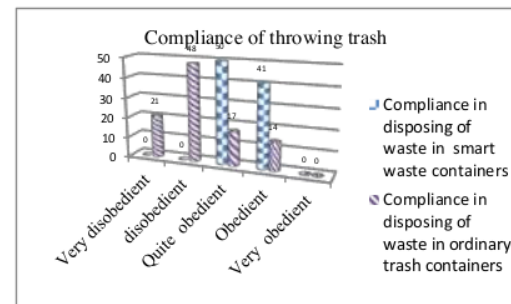 Compliance of throwing trash
50
40
30
20
10
0
0
21
0
48
50
17
41
14
0
0
Very disobedient
disobedient
Quite obedient
Obedient
Very obedient
Compliance in
disposing of
waste in smart
waste containers
Compliance in
disposing of
waste in ordinary
trash containers